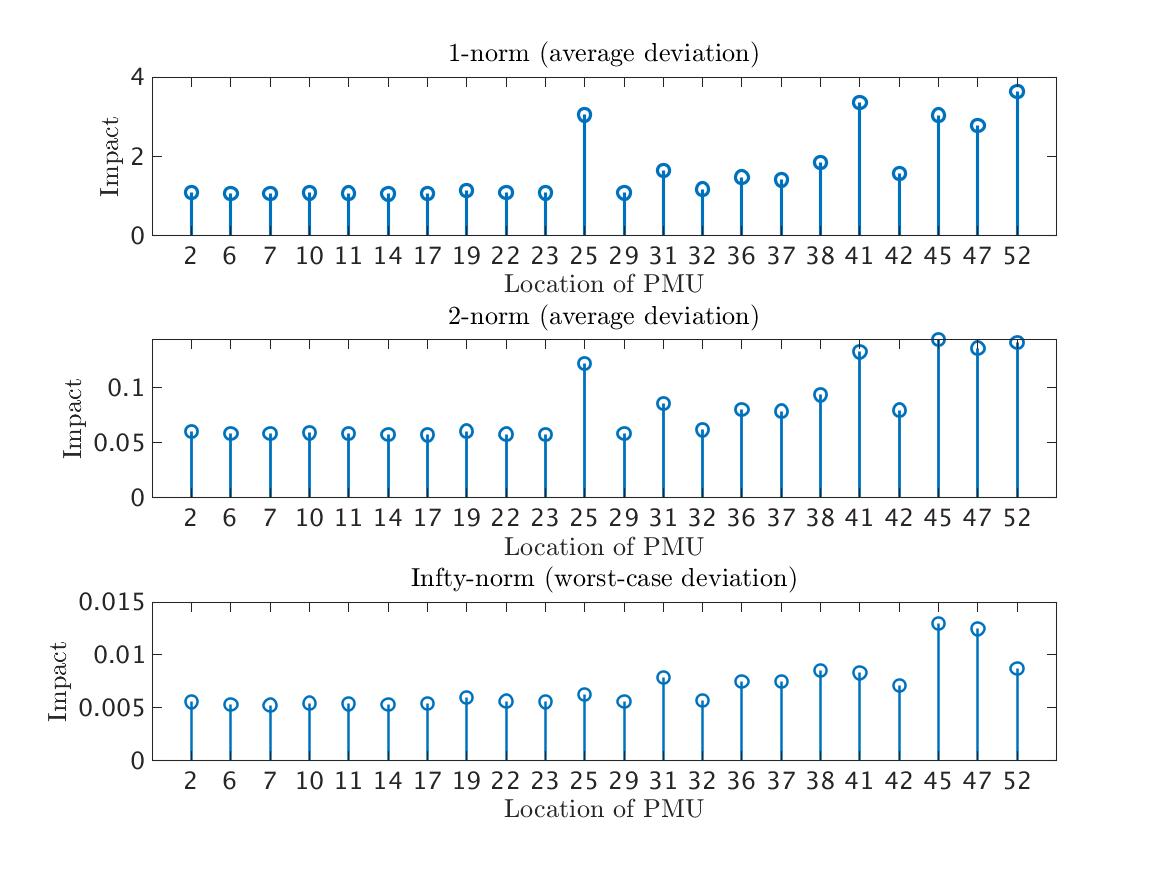 1-norm (average deviation)
4
2
0
Impact
2 6 7 10 11 14 17 19 22 23 25 29 31 32 36 37 38 41 42 45 47 52
Location of PMU
2-norm (average deviation)
0.1
0.05
0
Impact
2 6 7 10 11 14 17 19 22 23 25 29 31 32 36 37 38 41 42 45 47 52
Location of PMU
Infty-norm (worst-case deviation)
0.015
0.01
0.005
0
Impact
2 6 7 10 11 14 17 19 22 23 25 29 31 32 36 37 38 41 42 45 47 52
Location of PMU